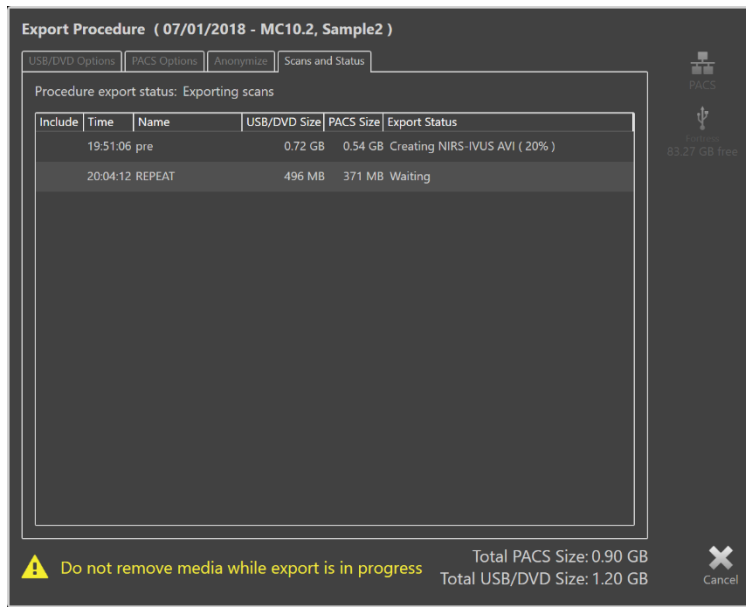 Export Procedure ( 07/01/2018 - MC10.2, Sample2 )
USB/DVD Options PACS Options Anonymize Scans and Status
PACS
Procedure export status: Exporting scans
Include Time Name USB/DVD Size PACS Size Export Status
83.27 GB free
19:51:06 pre 0.72 GB 0.54 GB Creating NIRS-IVUS AVI ( 20% )
20:04:12 REPEAT 496 MB 371 MB Waiting
Do not remove media while export is in progress
Total PACS Size: 0.90 GB
Total USB/DVD Size: 1.20 GB
Cancel